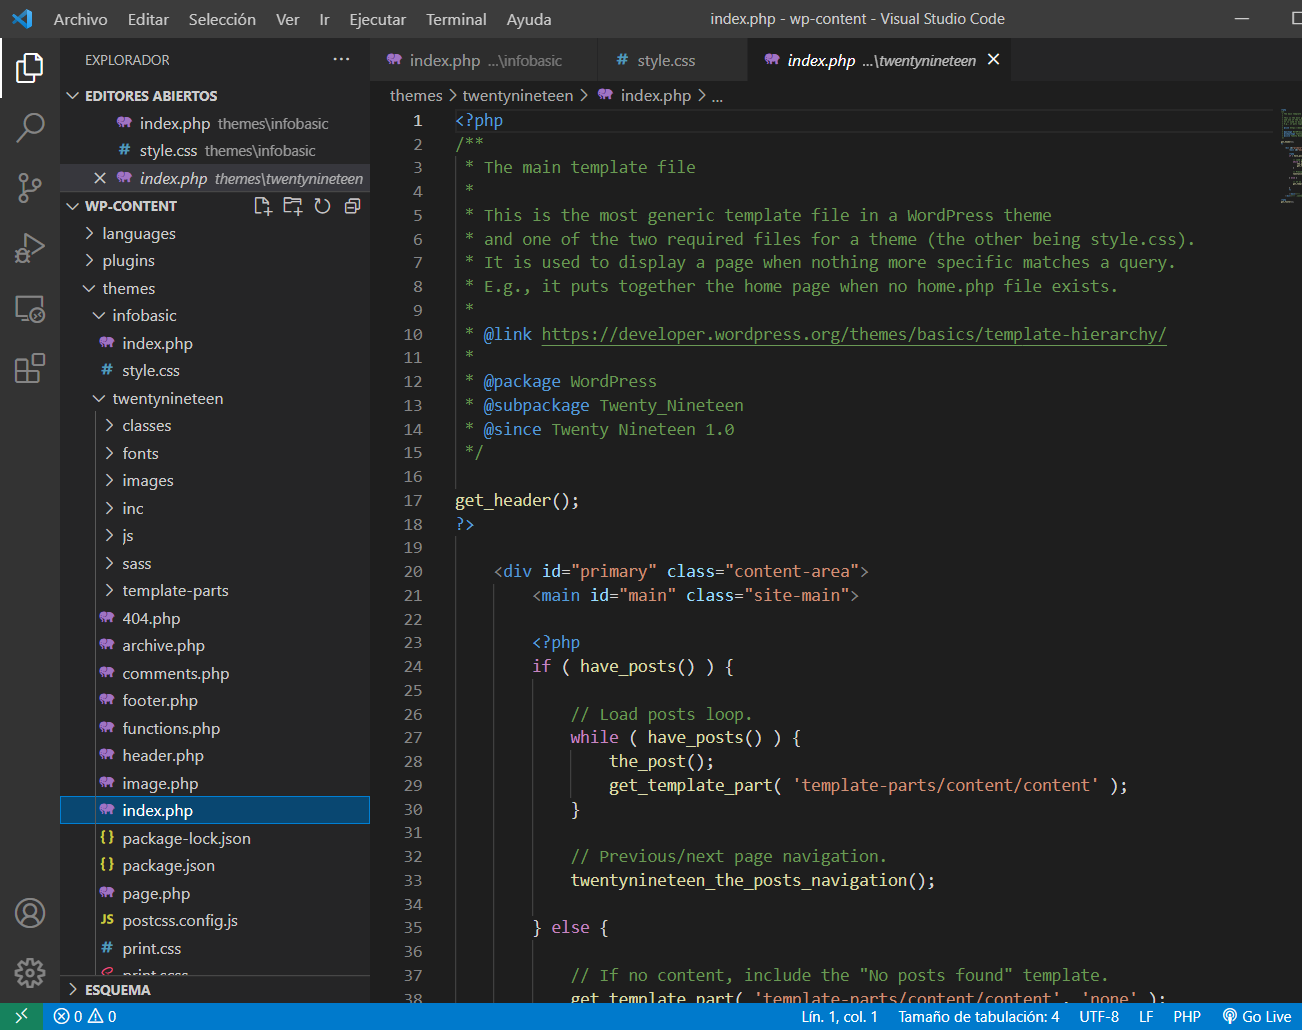 Archivo Editar Selección Ver Ir Ejecutar Terminal Ayuda index.php - wp-content - Visual Studio Code
EXPLORADOR ...
EDITORES ABIERTOS
index.php themes\infobasic
style.css themes\infobasic
index.php themes\twentynineteen
WP-CONTENT
languages
plugins
themes
infobasic
index.php
style.css
twentynineteen
classes
fonts
images
inc
js
sass
template-parts
404.php
archive.php
comments.php
footer.php
functions.php
header.php
image.php
index.php
package-lock.json
package.json
page.php
postcss.config.js
print.css
print.scss
ESQUEMA
index.php ...\infobasic style.css index.php ...\twentynineteen
themes > twentynineteen > index.php > ...
1 <?php
2 /**
3 * The main template file
4 *
5 * This is the most generic template file in a WordPress theme
6 * and one of the two required files for a theme (the other being style.css).
7 * It is used to display a page when nothing more specific matches a query.
8 * E.g., it puts together the home page when no home.php file exists.
9 *
10 * @link https://developer.wordpress.org/themes/basics/template-hierarchy/
11 *
12 * @package WordPress
13 * @subpackage Twenty_Nineteen
14 * @since Twenty Nineteen 1.0
15 */
16
17 get_header();
18 ?>
19
20 <div id="primary" class="content-area">
21 <main id="main" class="site-main">
22
23 <?php
24 if ( have_posts() ) {
25
26 // Load posts loop.
27 while ( have_posts() ) {
28 the_post();
29 get_template_part( 'template-parts/content/content' );
30 }
31
32 // Previous/next page navigation.
33 twentynineteen_the_posts_navigation();
34
35 } else {
36
37 // If no content, include the "No posts found" template.
38 get_template_part( 'template-parts/content/content', 'none' );
0 0 Lín. 1, col. 1 Tamaño de tabulación: 4 UTF-8 LF PHP Go Live